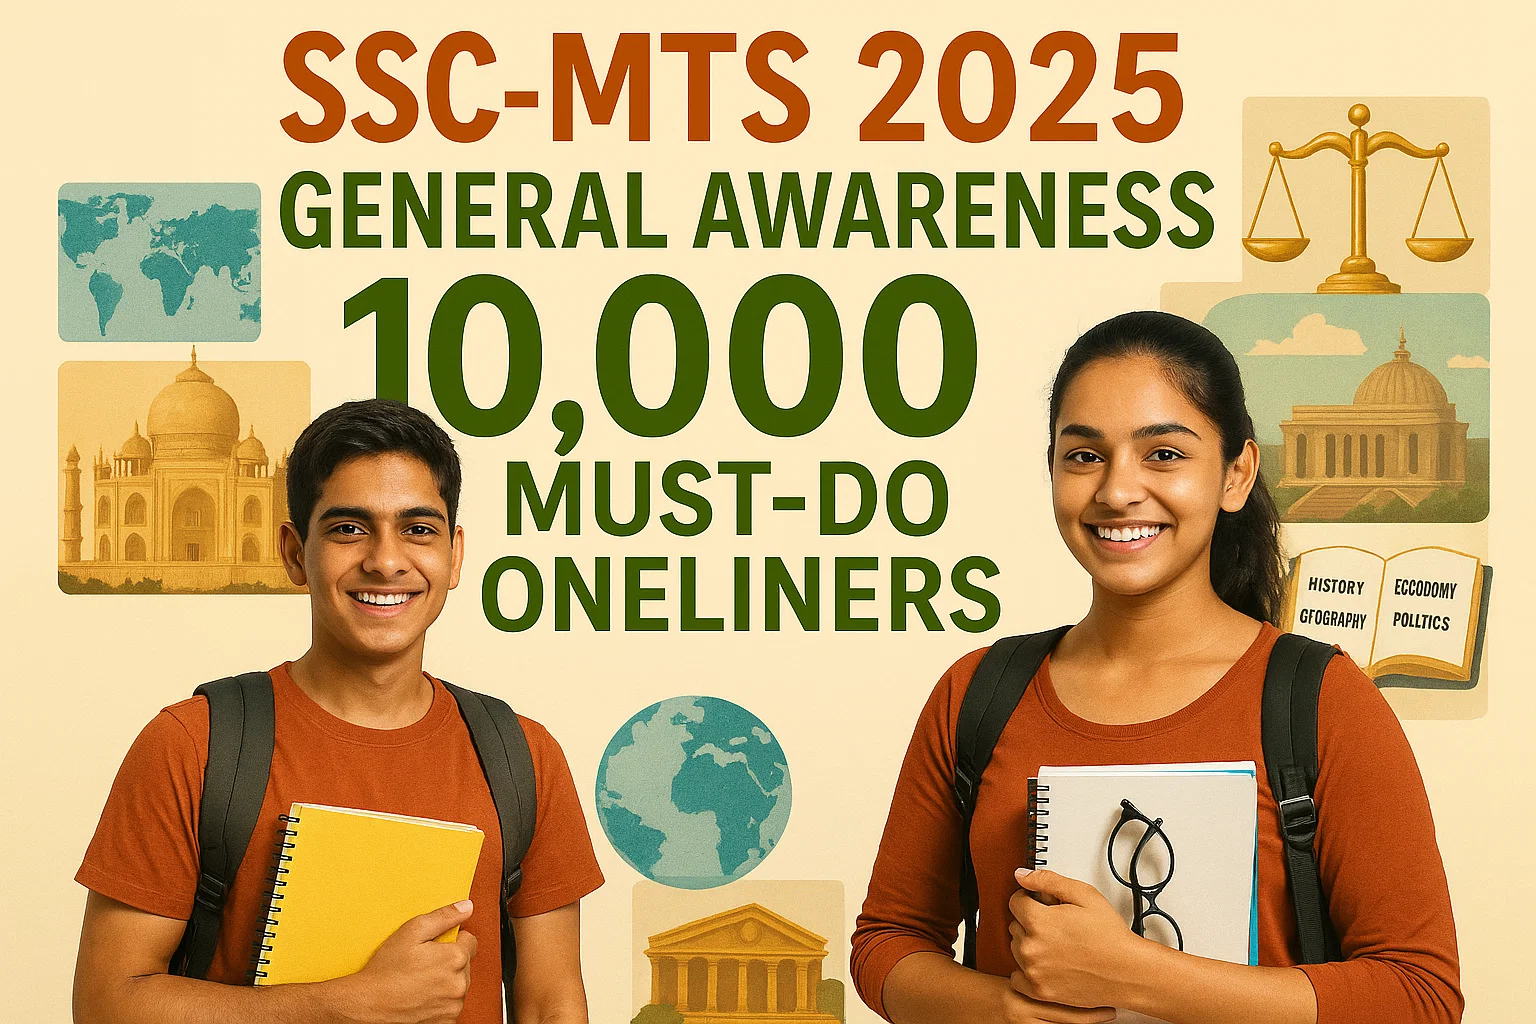 SSC-MTS 2025
GENERAL AWARENESS
10,000
MUST-DO
ONELINERS
HISTORY
GFOGRAPHY
ECCODOMY
POLLTICS